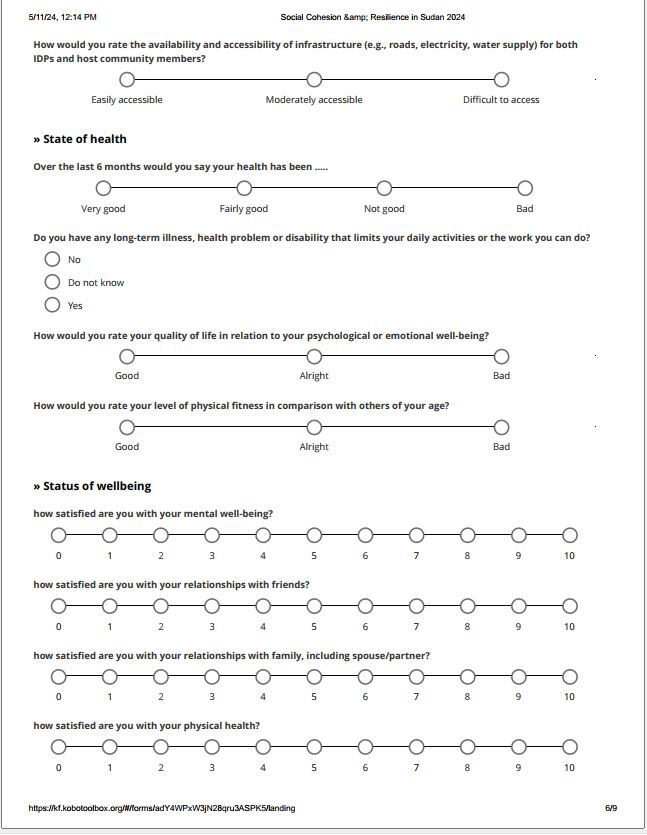 5/11/24, 12:14 PM Social Cohesion &amp; Resilience in Sudan 2024
How would you rate the availability and accessibility of infrastructure (e.g., roads, electricity, water supply) for both
IDPs and host community members?
Easily accessible Moderately accessible Difficult to access
» State of health
Over the last 6 months would you say your health has been .....
Very good Fairly good Not good Bad
Do you have any long-term illness, health problem or disability that limits your daily activities or the work you can do?
No
Do not know
Yes
How would you rate your quality of life in relation to your psychological or emotional well-being?
Good Alright Bad
How would you rate your level of physical fitness in comparison with others of your age?
Good Alright Bad
» Status of wellbeing
how satisfied are you with your mental well-being?
0 1 2 3 4 5 6 7 8 9 10
how satisfied are you with your relationships with friends?
0 1 2 3 4 5 6 7 8 9 10
how satisfied are you with your relationships with family, including spouse/partner?
0 1 2 3 4 5 6 7 8 9 10
how satisfied are you with your physical health?
0 1 2 3 4 5 6 7 8 9 10
https://kf.kobotoolbox.org/#/forms/adY4WPxW3jN2Bqru3ASPK5/landing 6/9